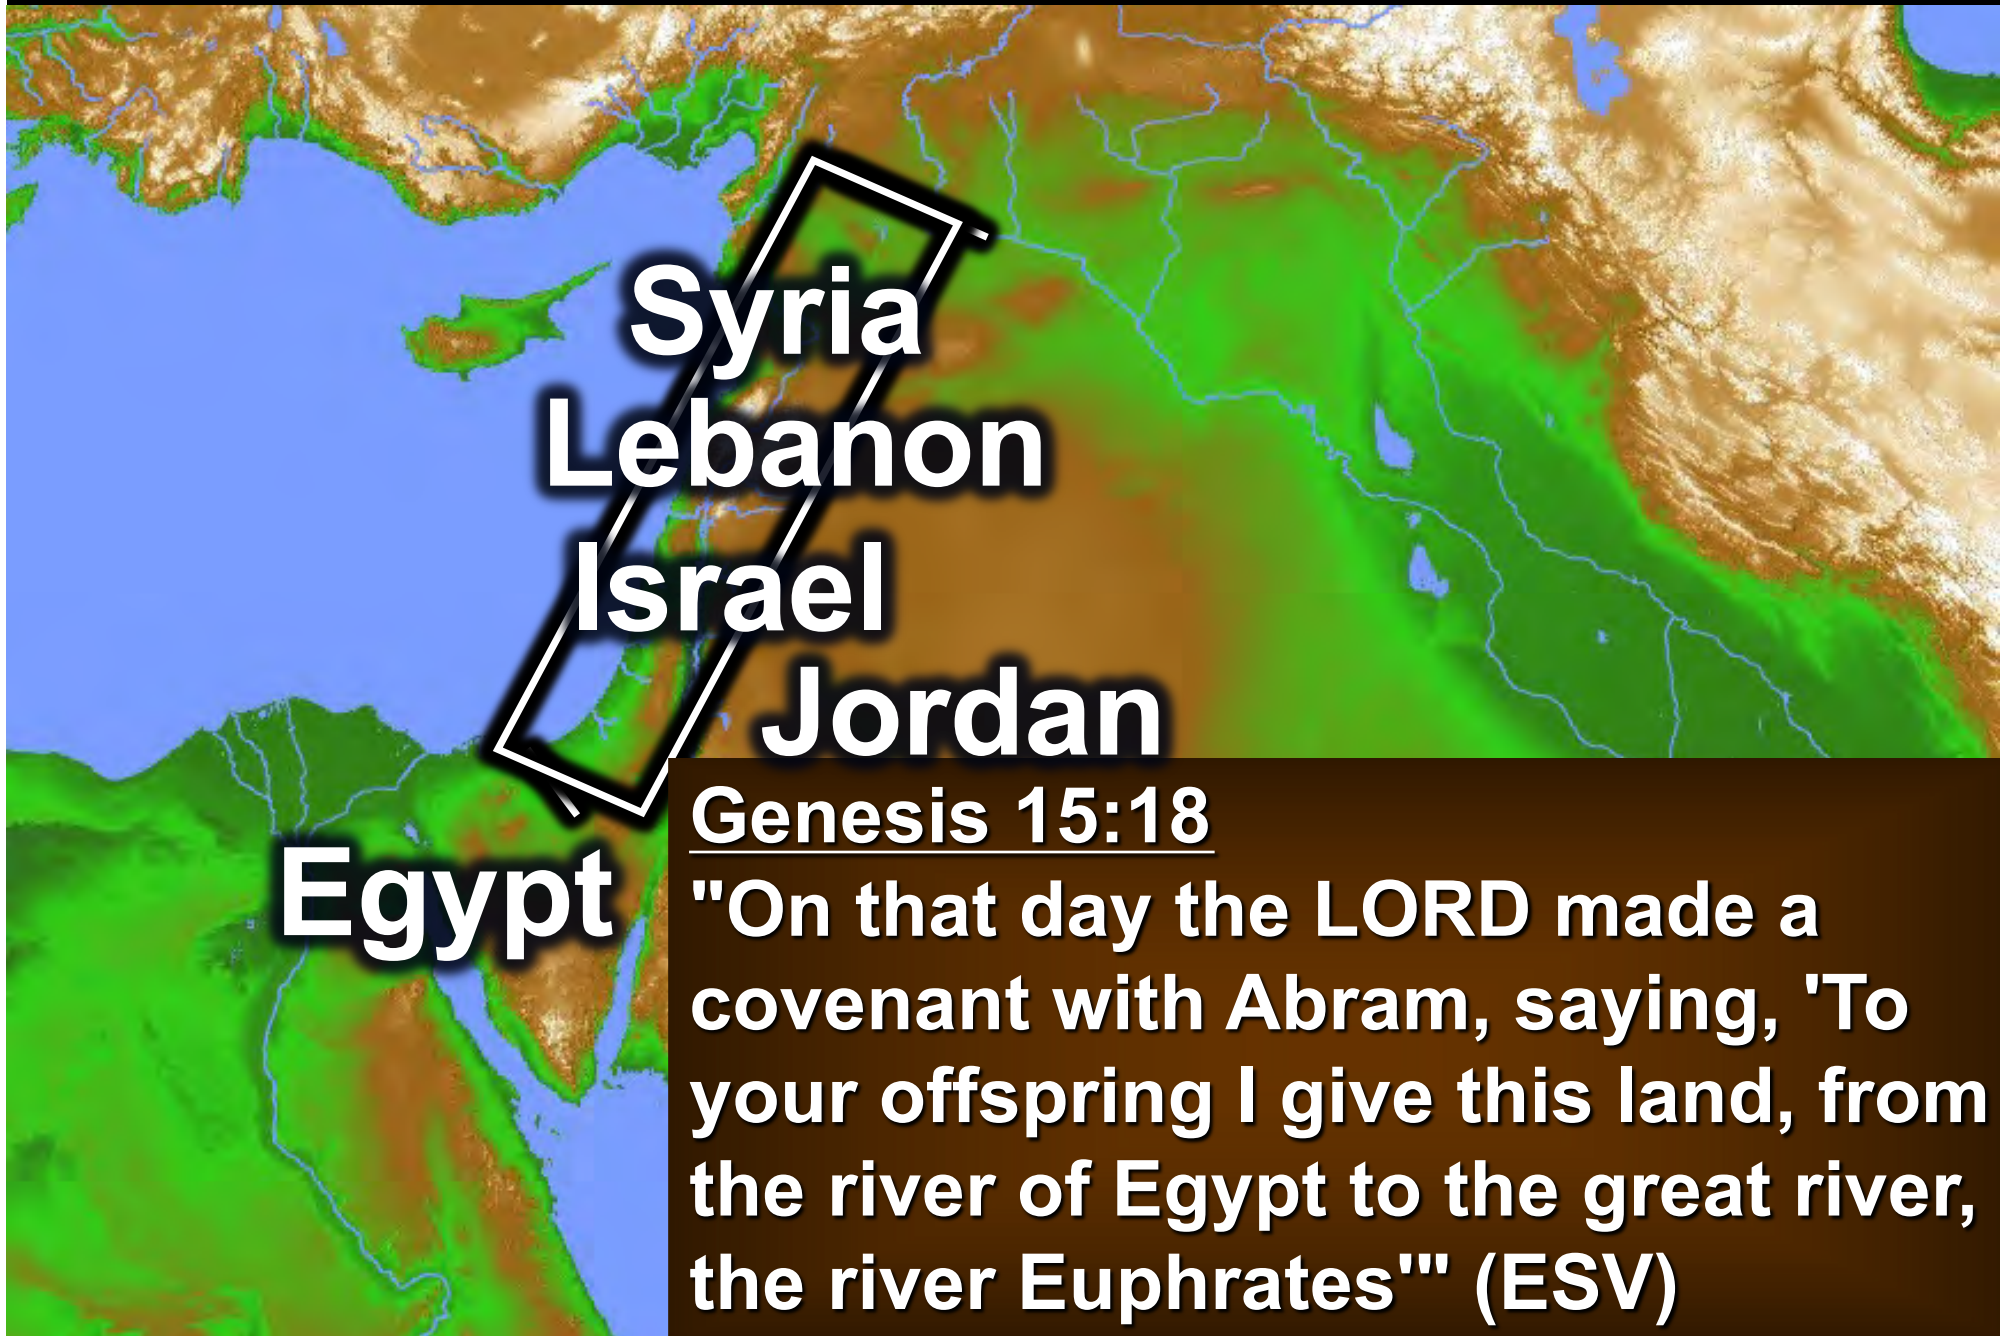 Syria
Lebanon
Israel
Jordan
Egypt
Genesis 15:18
"On that day the LORD made a
covenant with Abram, saying, 'To
your offspring I give this land, from
the river of Egypt to the great river,
the river Euphrates'" (ESV)